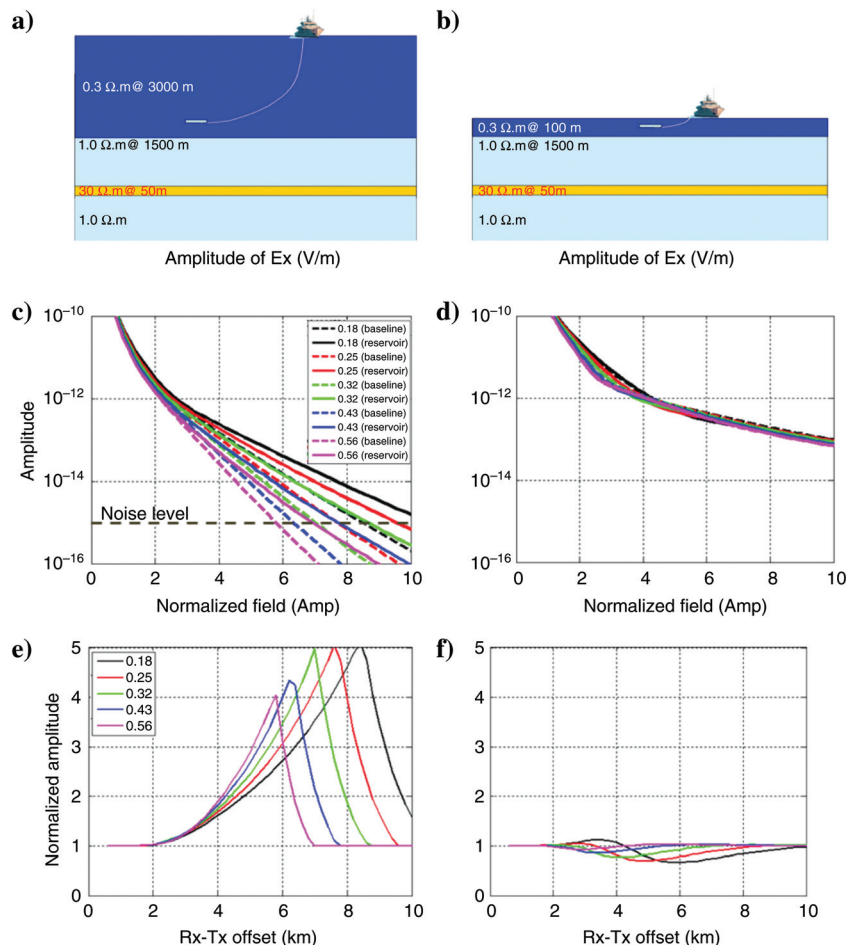 a)
0.3 Ω.m@ 3000 m
1.0 Ω.m@ 1500 m
30 Ω.m@ 50m
1.0 Ω.m
Amplitude of Ex (V/m)
b)
0.3 Ω.m@ 100 m
1.0 Ω.m@ 1500 m
30 Ω.m@ 50m
1.0 Ω.m
Amplitude of Ex (V/m)
c)
Amplitude
10⁻¹⁰
10⁻¹²
10⁻¹⁴
10⁻¹⁶
0.18 (baseline)
0.18 (reservoir)
0.25 (baseline)
0.25 (reservoir)
0.32 (baseline)
0.32 (reservoir)
0.43 (baseline)
0.43 (reservoir)
0.56 (baseline)
0.56 (reservoir)
Noise level
0 2 4 6 8 10
Normalized field (Amp)
d)
10⁻¹⁰
10⁻¹²
10⁻¹⁴
10⁻¹⁶
0 2 4 6 8 10
Normalized field (Amp)
e)
Normalized amplitude
5
4
3
2
1
0
0.18
0.25
0.32
0.43
0.56
0 2 4 6 8 10
Rx-Tx offset (km)
f)
5
4
3
2
1
0
0 2 4 6 8 10
Rx-Tx offset (km)